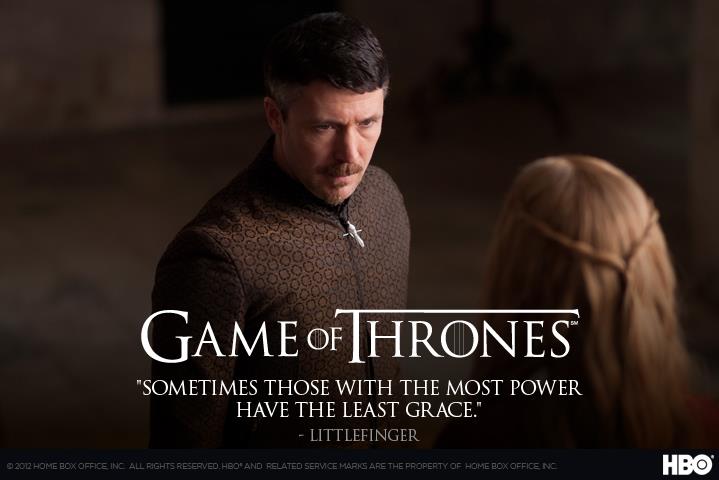 GAME OF THRONES℠
"SOMETIMES THOSE WITH THE MOST POWER
HAVE THE LEAST GRACE."
- LITTLEFINGER
© 2012 HOME BOX OFFICE, INC. ALL RIGHTS RESERVED. HBO® AND RELATED SERVICE MARKS ARE THE PROPERTY OF HOME BOX OFFICE, INC.
HBO®